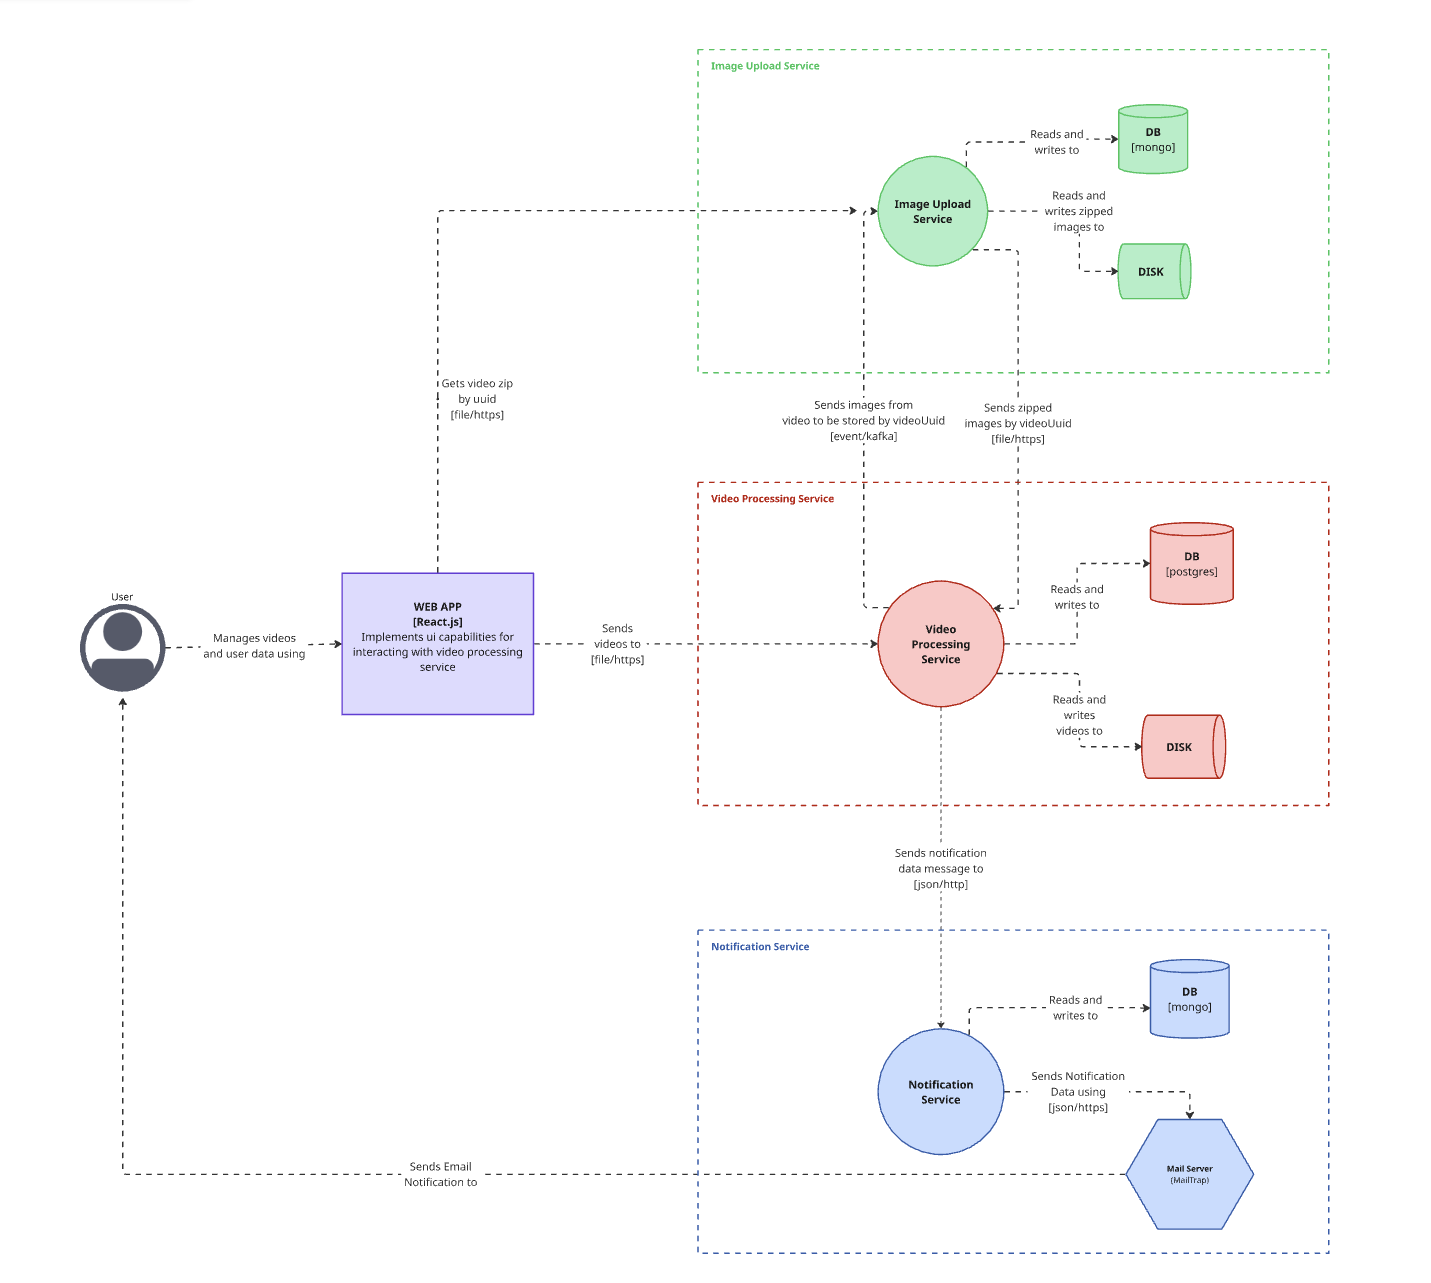 Image Upload Service
DB
[mongo]
Reads and
writes to
Image Upload
Service
Reads and
writes zipped
images to
DISK
Gets video zip
by uuid
[file/https]
Sends images from
video to be stored by videoUuid
[event/kafka]
Sends zipped
images by videoUuid
[file/https]
Video Processing Service
DB
[postgres]
Reads and
writes to
User
Manages videos
and user data using
WEB APP
[React.js]
Implements ui capabilities for
interacting with video processing
service
Sends
videos to
[file/https]
Video
Processing
Service
Reads and
writes
videos to
DISK
Sends notification
data message to
[json/http]
Notification Service
DB
[mongo]
Reads and
writes to
Notification
Service
Sends Notification
Data using
[json/https]
Mail Server
(MailTrap)
Sends Email
Notification to